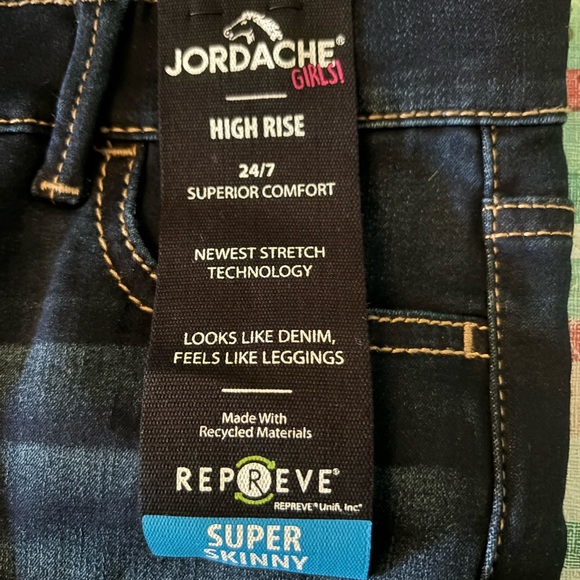 JORDACHE®
GIRLS!
HIGH RISE
24/7
SUPERIOR COMFORT
NEWEST STRETCH
TECHNOLOGY
LOOKS LIKE DENIM,
FEELS LIKE LEGGINGS
Made With
Recycled Materials
REPREVE®
REPREVE® Unifi, Inc.
SUPER
SKINNY